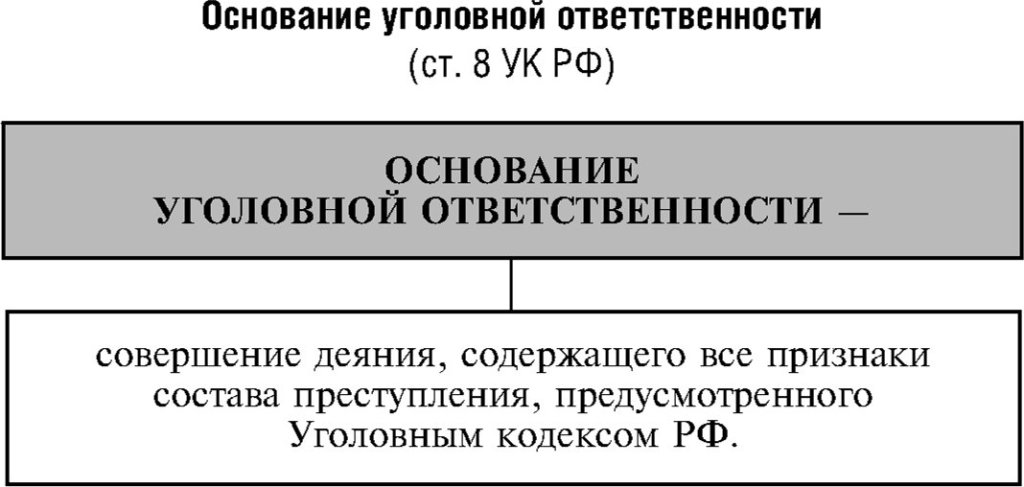 Основание уголовной ответственности
(ст. 8 УК РФ)
ОСНОВАНИЕ
УГОЛОВНОЙ ОТВЕТСТВЕННОСТИ —
совершение деяния, содержащего все признаки
состава преступления, предусмотренного
Уголовным кодексом РФ.